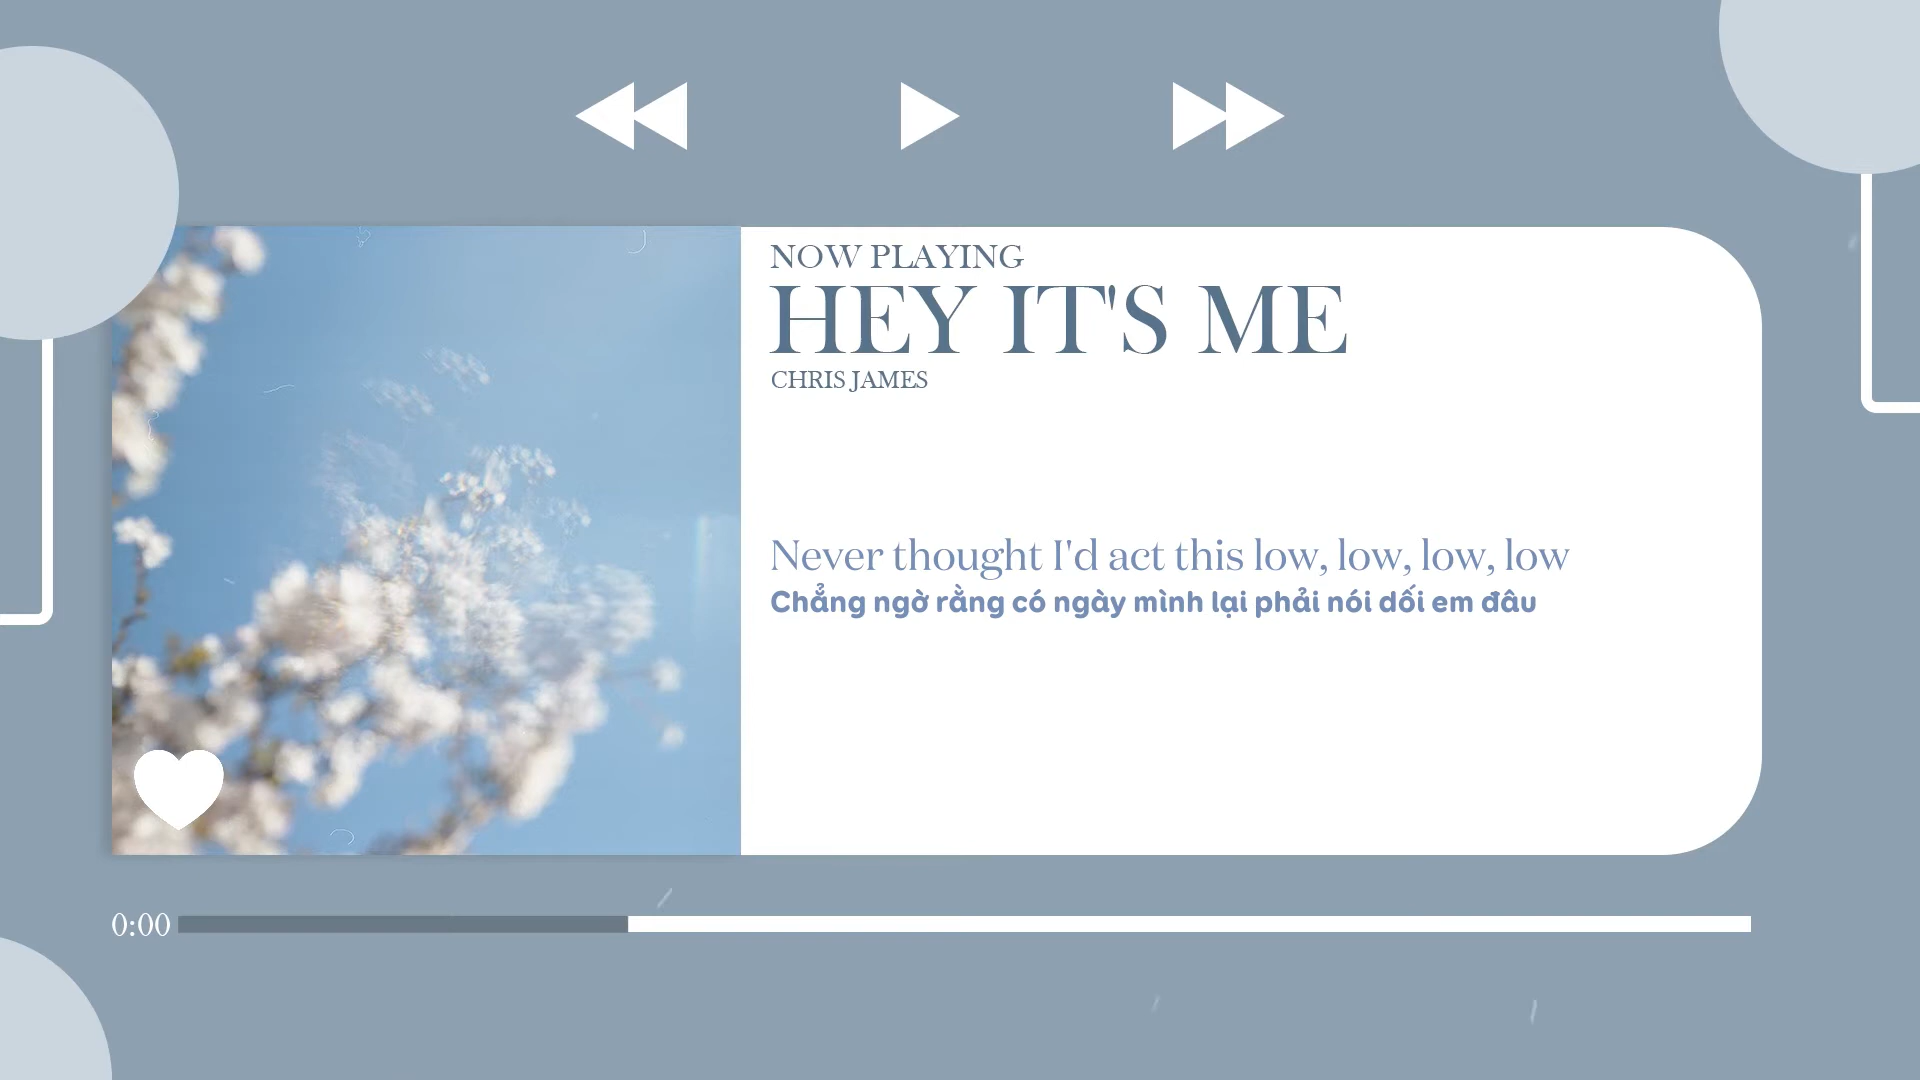 NOW PLAYING
HEY IT'S ME
CHRIS JAMES
Never thought I'd act this low, low, low, low
Chẳng ngờ rằng có ngày mình lại phải nói dối em đâu
0:00